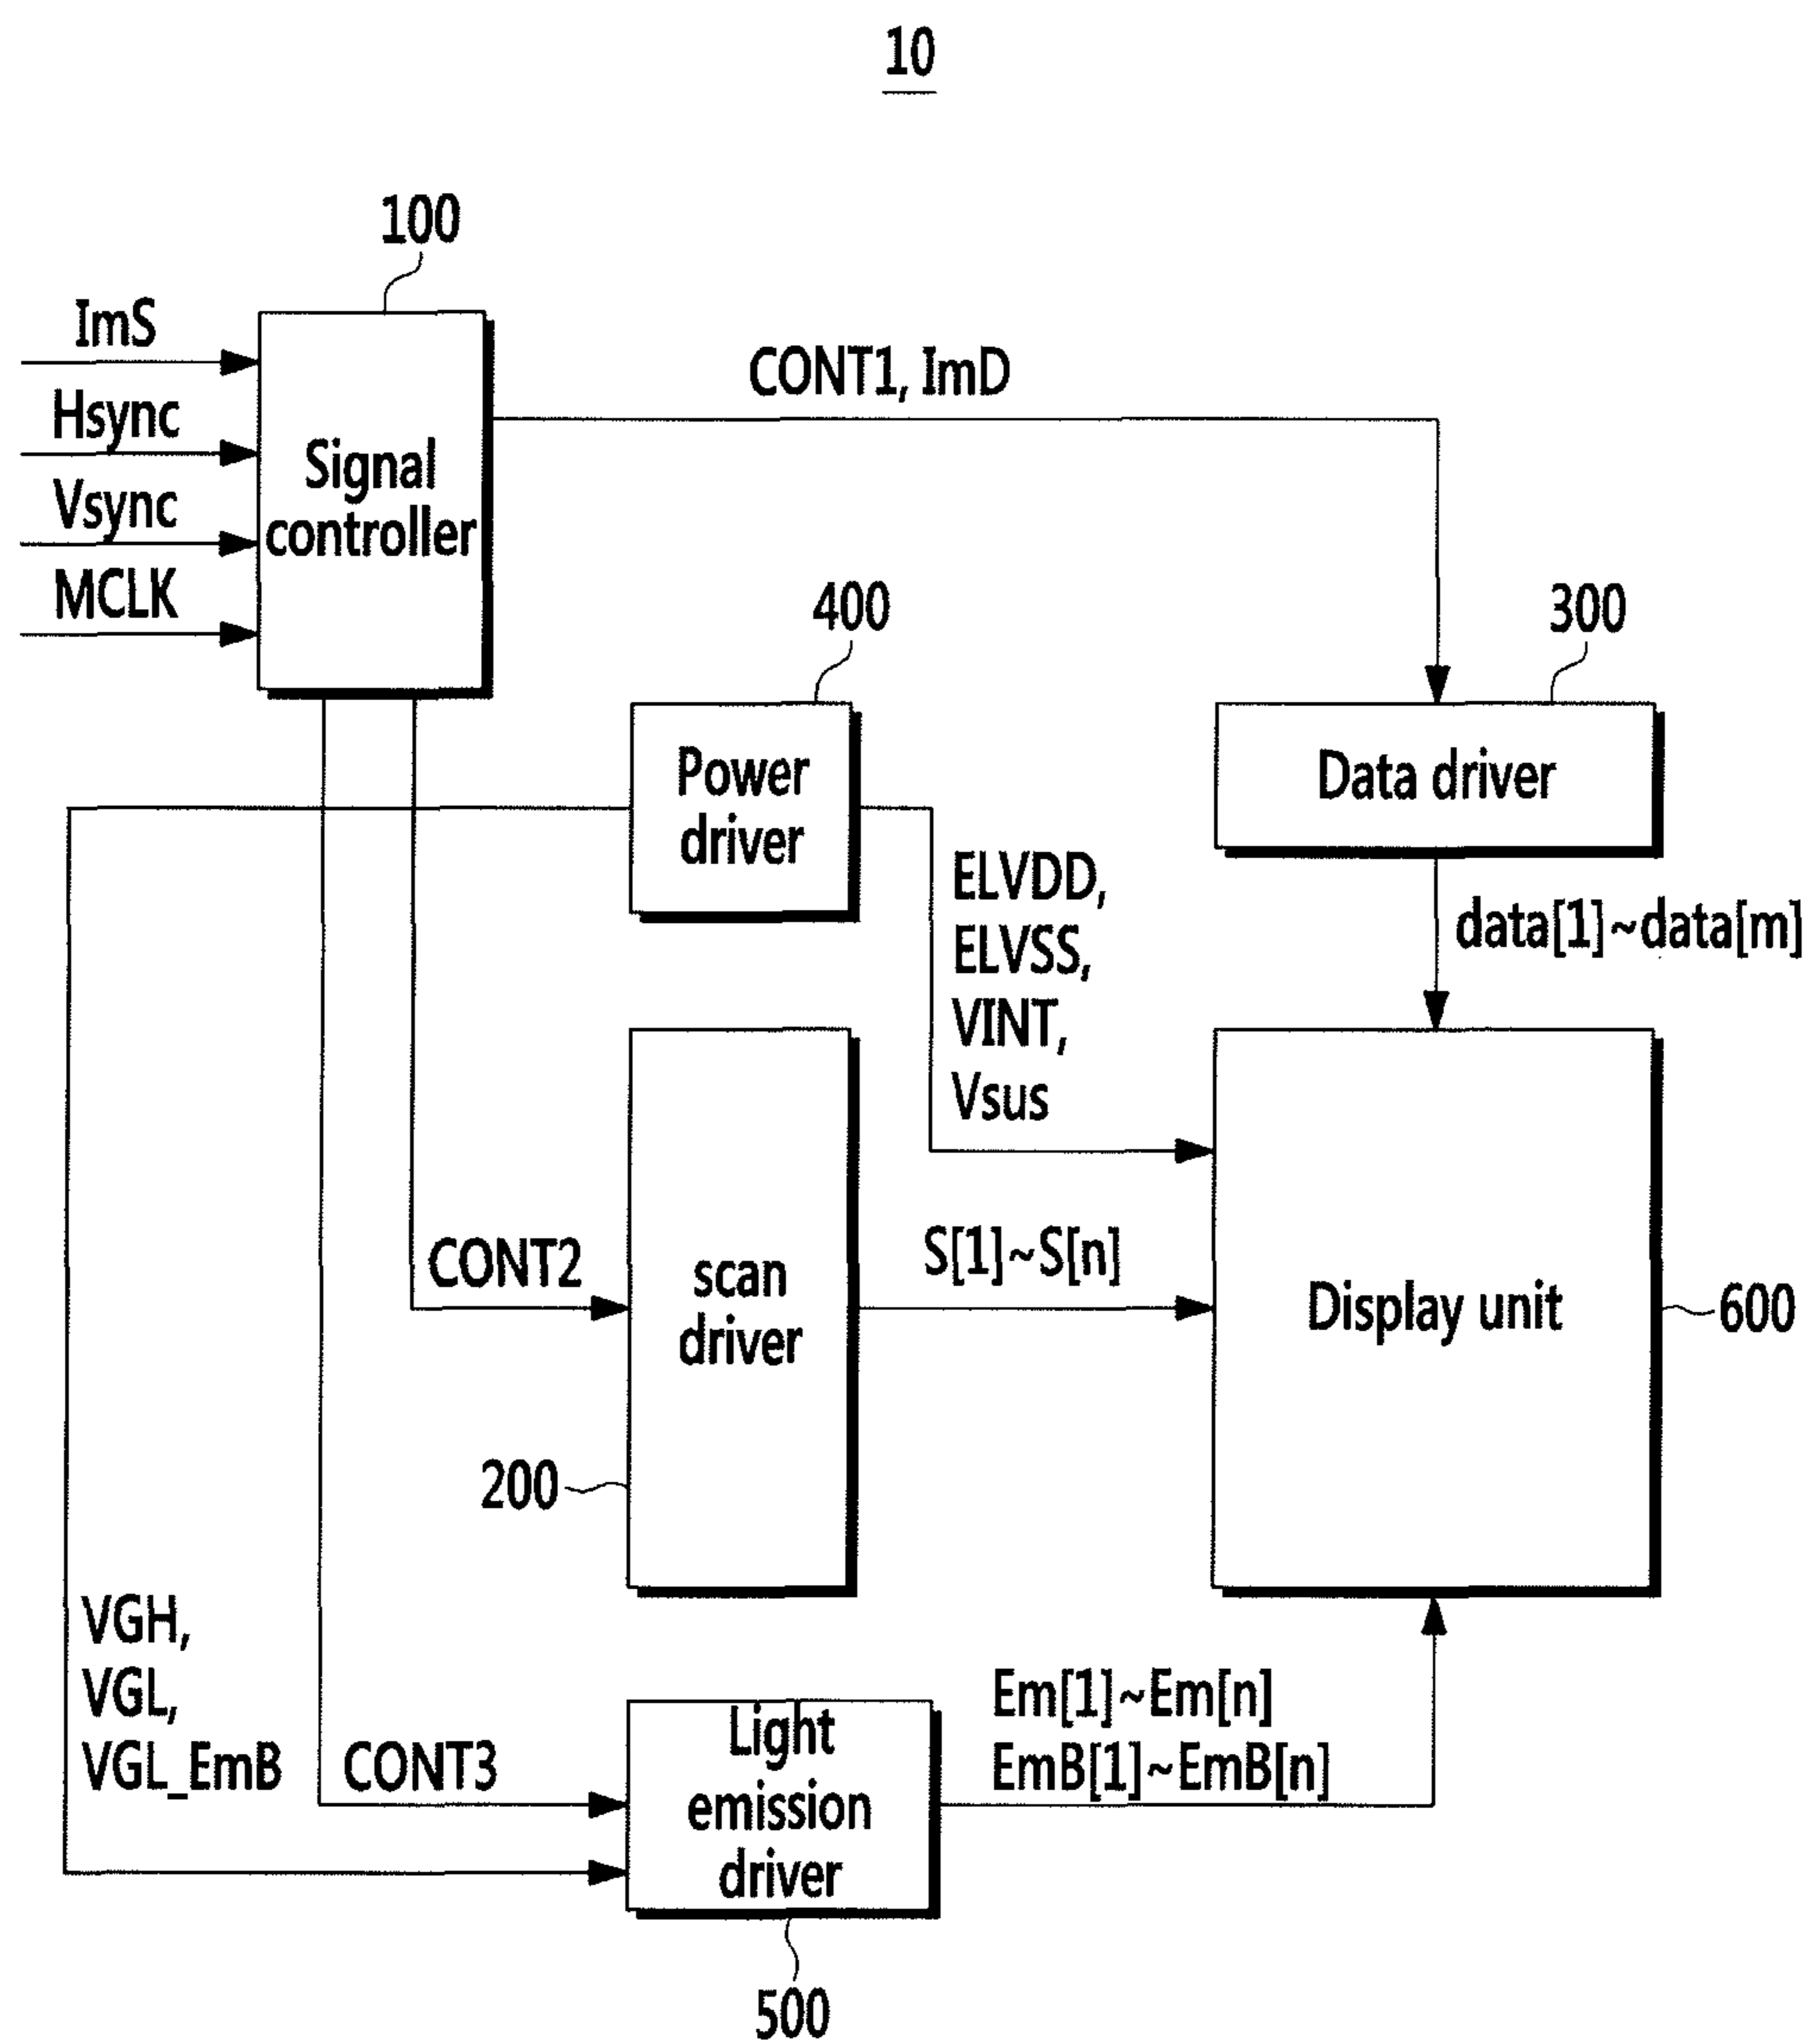 10
100
ImS
Hsync
Vsync
MCLK
Signal
controller
CONT1, ImD
400
300
Power
driver
Data driver
ELVDD,
ELVSS,
VINT,
Vsus
data[1]~data[m]
CONT2
scan
driver
S[1]~S[n]
Display unit
600
200
VGH,
VGL,
VGL_EmB
CONT3
Light
emission
driver
Em[1]~Em[n]
EmB[1]~EmB[n]
500